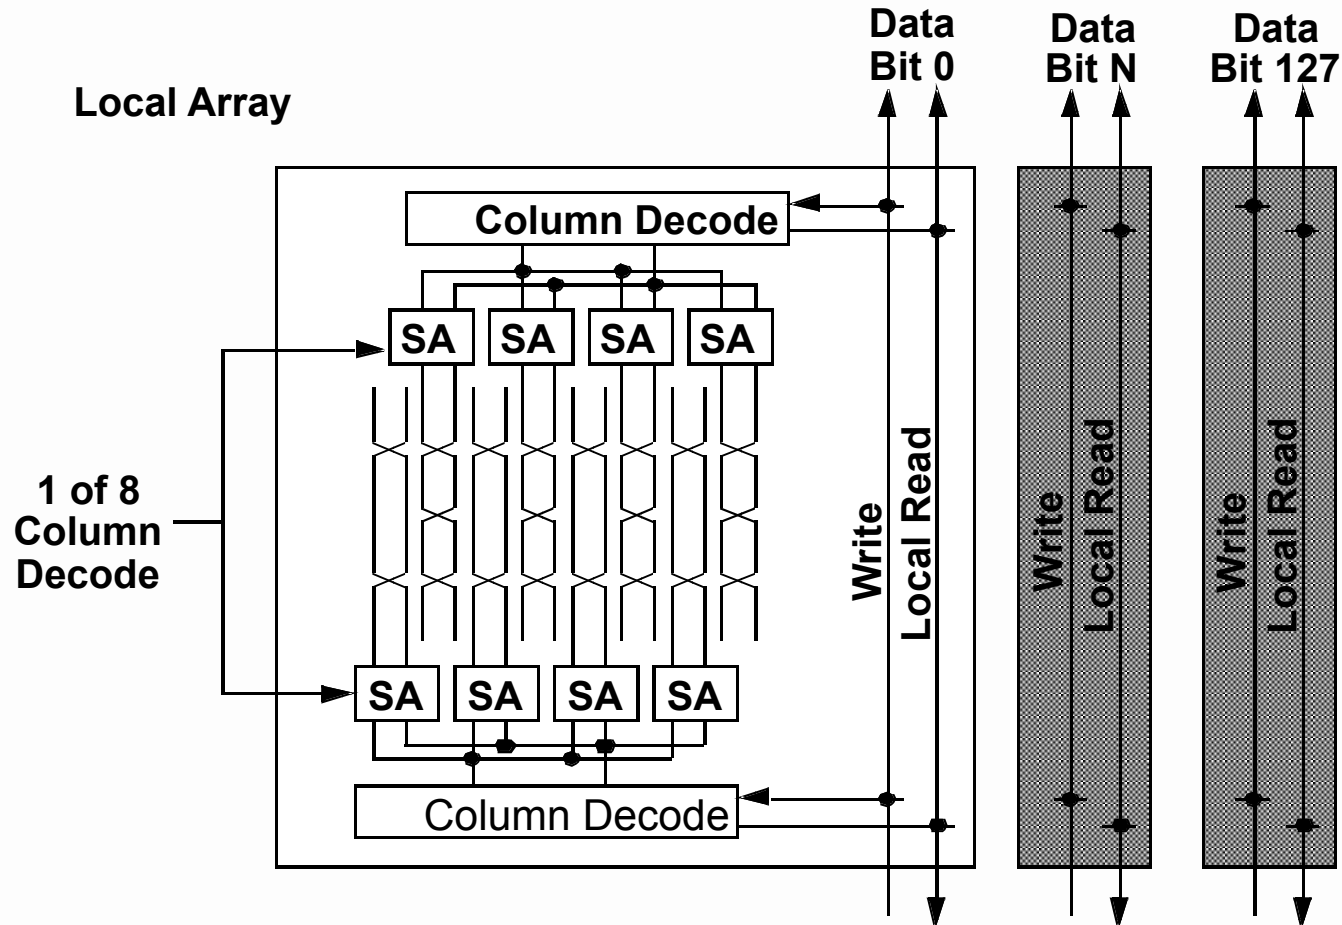 Data
Bit 0
Data
Bit N
Data
Bit 127
Local Array
Column Decode
SA
SA
SA
SA
1 of 8
Column
Decode
Write
Local Read
Write
Local Read
Write
Local Read
SA
SA
SA
SA
Column Decode